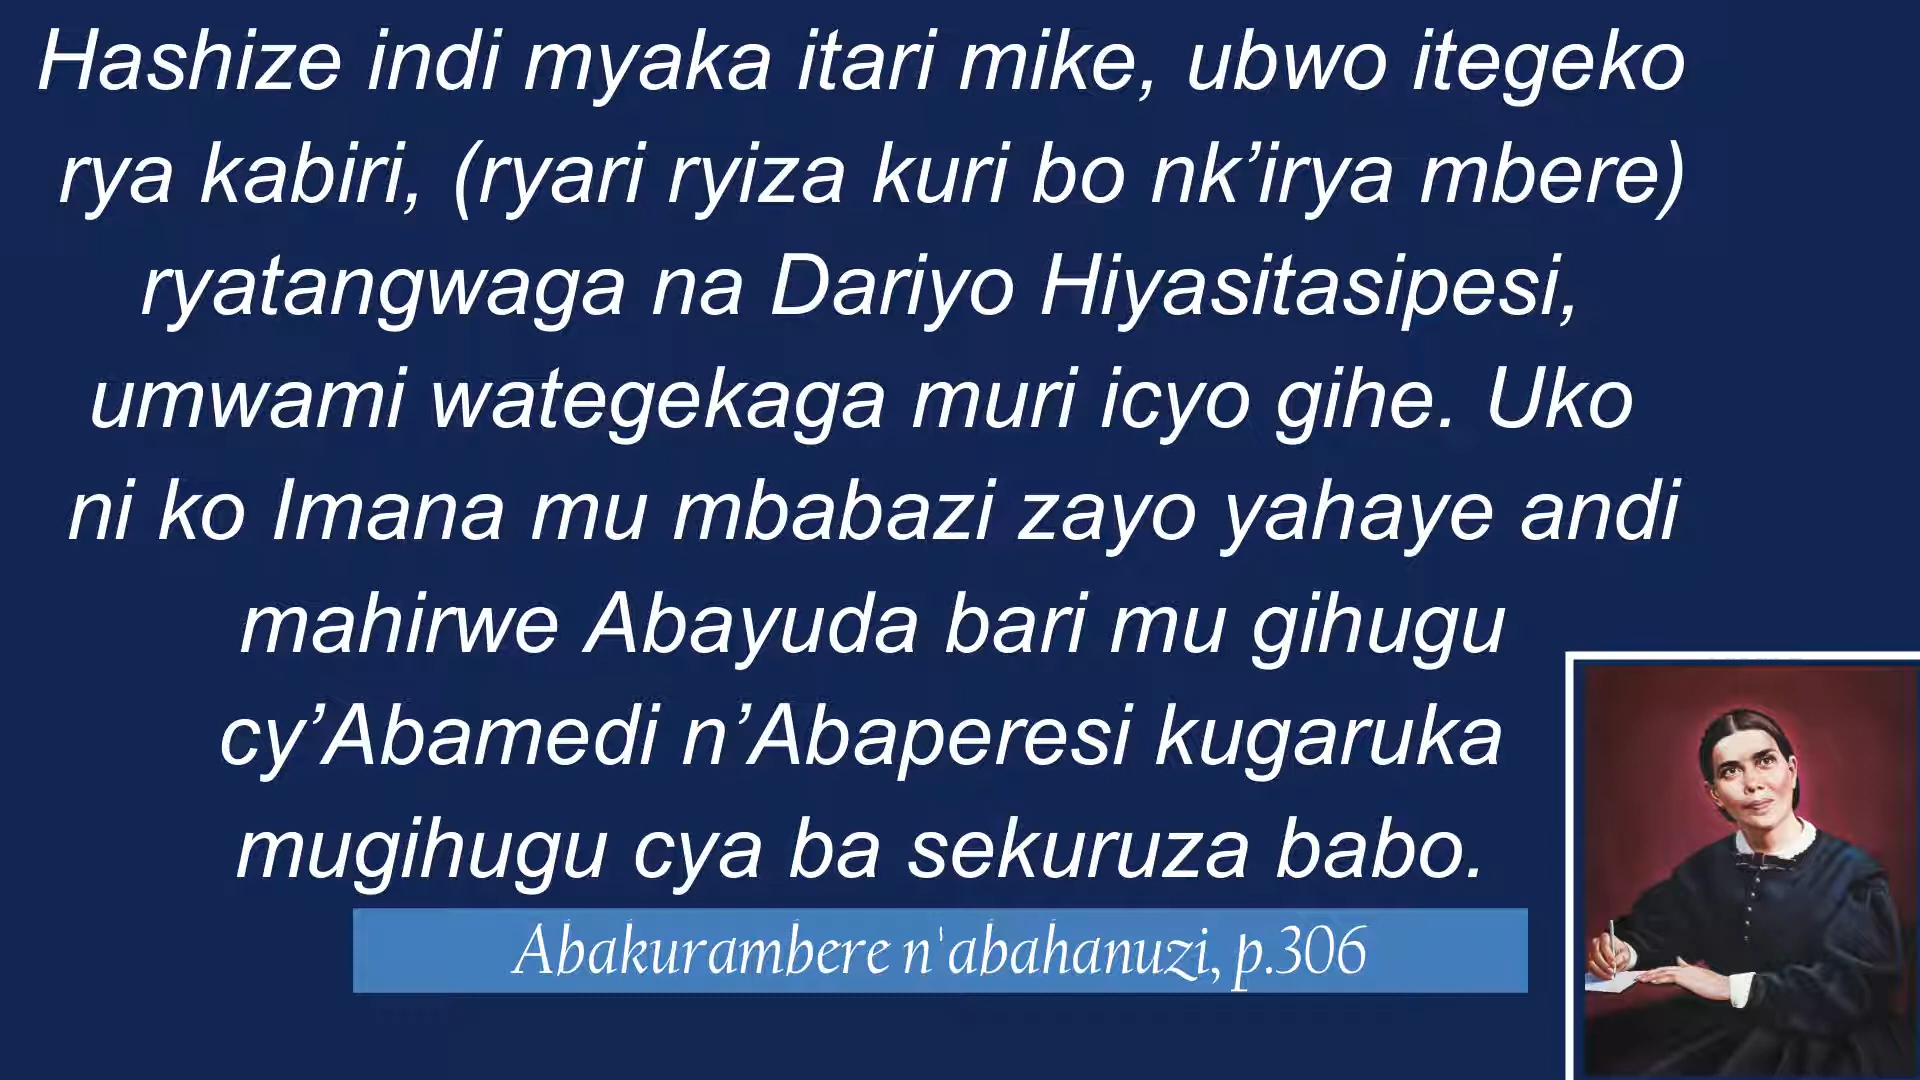 Hashize indi myaka itari mike, ubwo itegeko
rya kabiri, (ryari ryiza kuri bo nk’irya mbere)
ryatangwaga na Dariyo Hiyasitasipesi,
umwami wategekaga muri icyo gihe. Uko
ni ko Imana mu mbabazi zayo yahaye andi
mahirwe Abayuda bari mu gihugu
cy’Abamedi n’Abaperesi kugaruka
mugihugu cya ba sekuruza babo.
Abakurambere n'abahanuzi, p.306